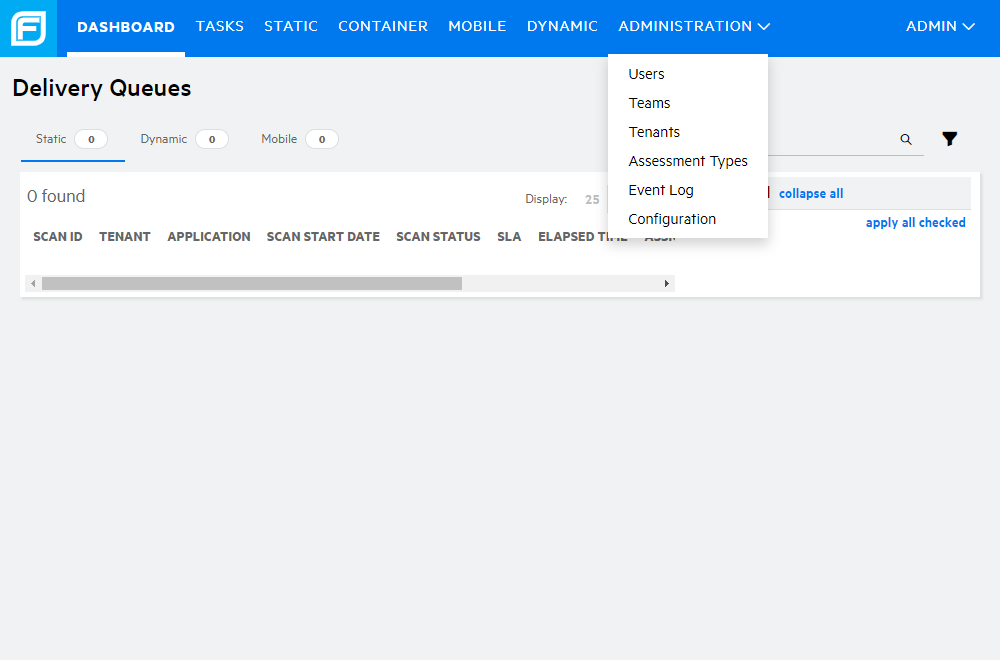 DASHBOARD TASKS STATIC CONTAINER MOBILE DYNAMIC ADMINISTRATION ADMIN
Delivery Queues
Users
Teams
Tenants
Assessment Types
Event Log
Configuration
Static 0 Dynamic 0 Mobile 0
0 found
Display: 25
collapse all
apply all checked
SCAN ID TENANT APPLICATION SCAN START DATE SCAN STATUS SLA ELAPSED TIME